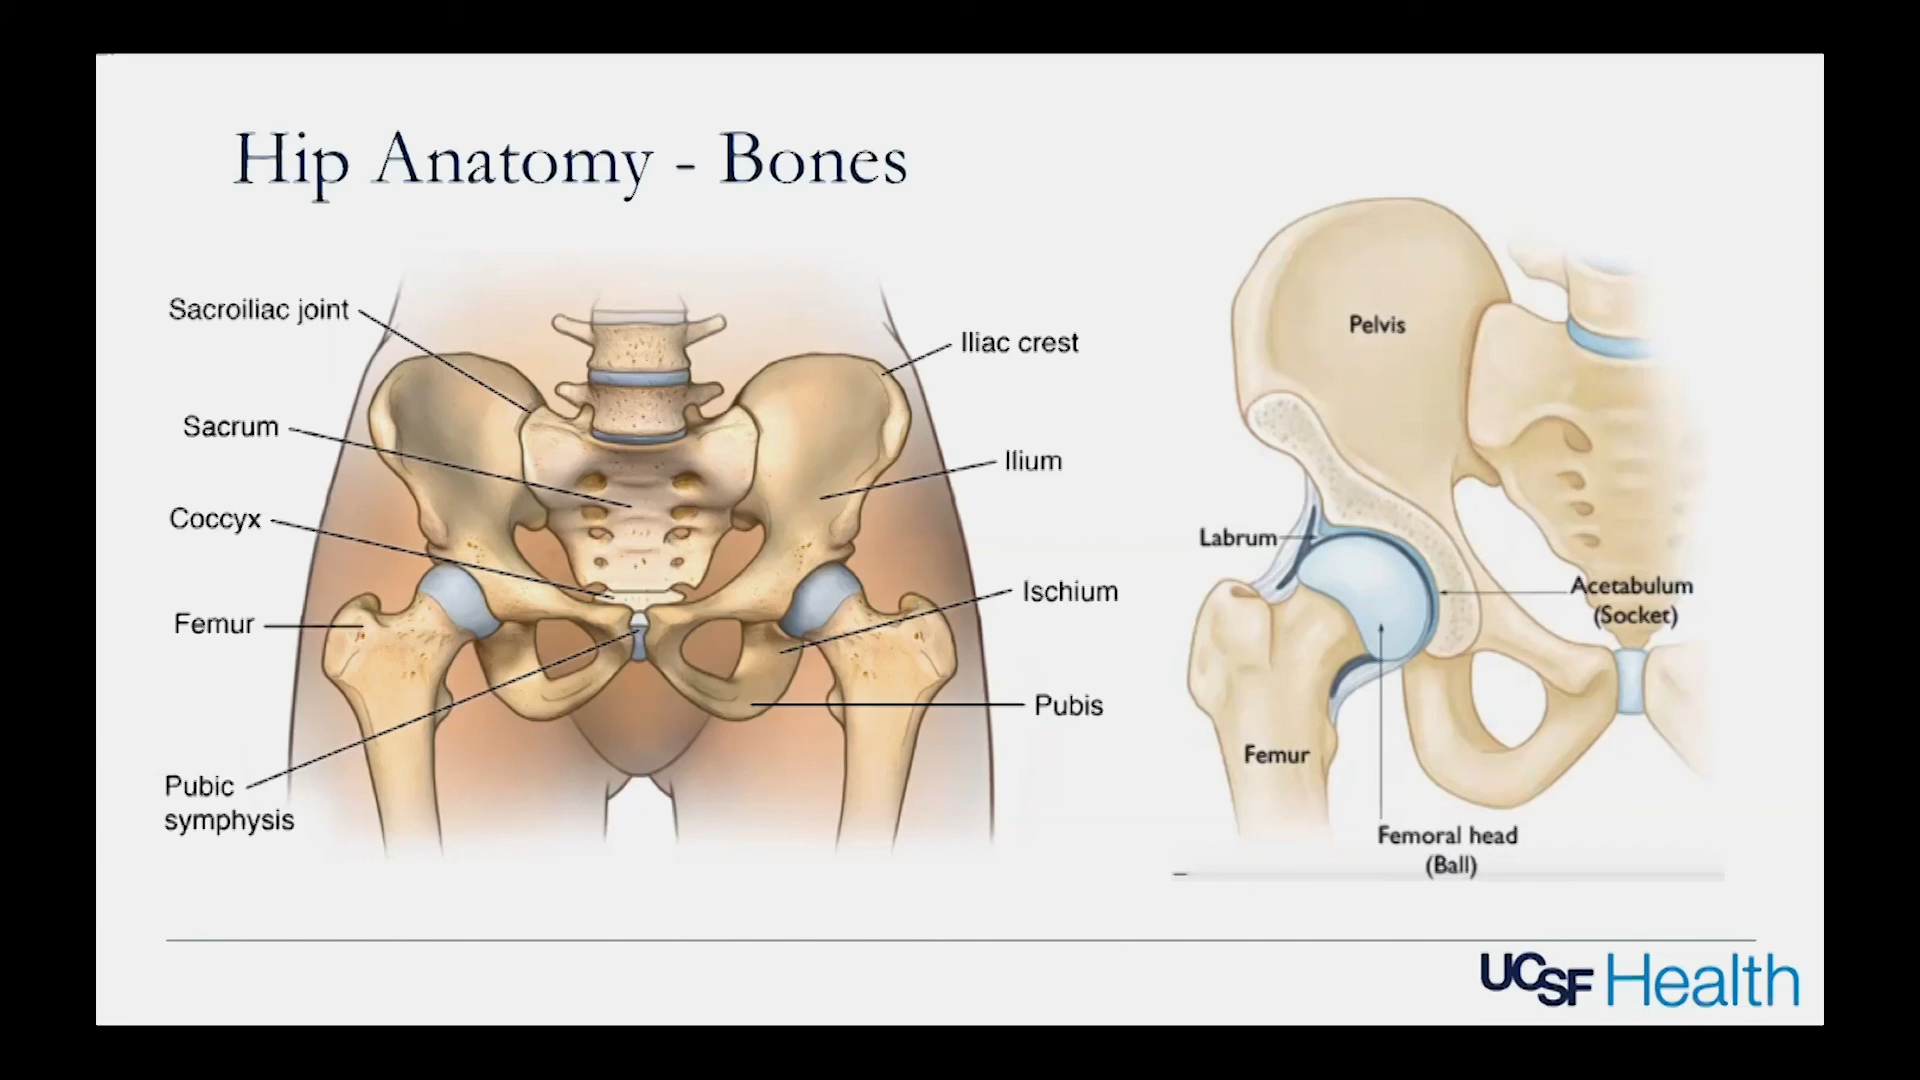 Hip Anatomy - Bones
Sacroiliac joint
Iliac crest
Sacrum
Ilium
Coccyx
Ischium
Femur
Pubis
Pubic
symphysis
Pelvis
Labrum
Acetabulum
(Socket)
Femur
Femoral head
(Ball)
UCSF Health